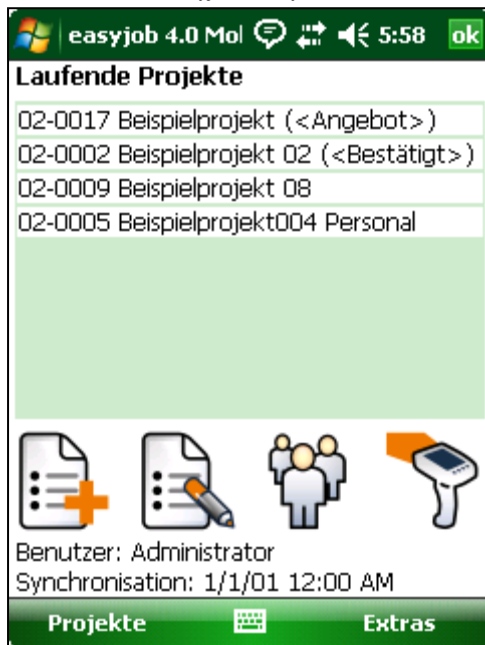 easyjob 4.0 Mol 5:58 ok
Laufende Projekte
02-0017 Beispielprojekt (<Angebot>)
02-0002 Beispielprojekt 02 (<Bestätigt>)
02-0009 Beispielprojekt 08
02-0005 Beispielprojekt004 Personal
Benutzer: Administrator
Synchronisation: 1/1/01 12:00 AM
Projekte Extras